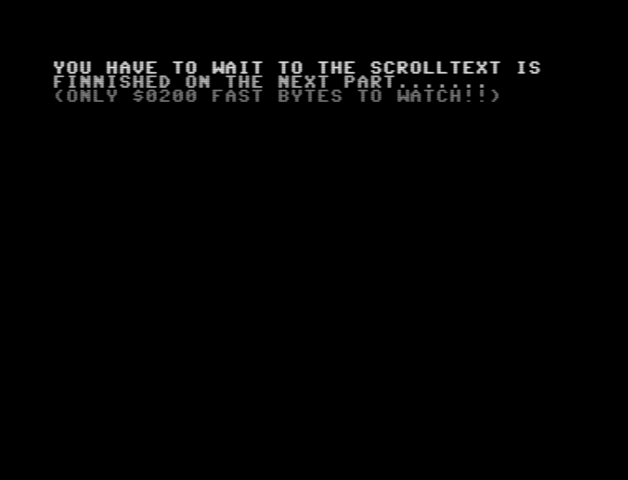 YOU HAVE TO WAIT TO THE SCROLLTEXT IS
FINNISHED ON THE NEXT PART.......
(ONLY $0200 FAST BYTES TO WATCH!!)